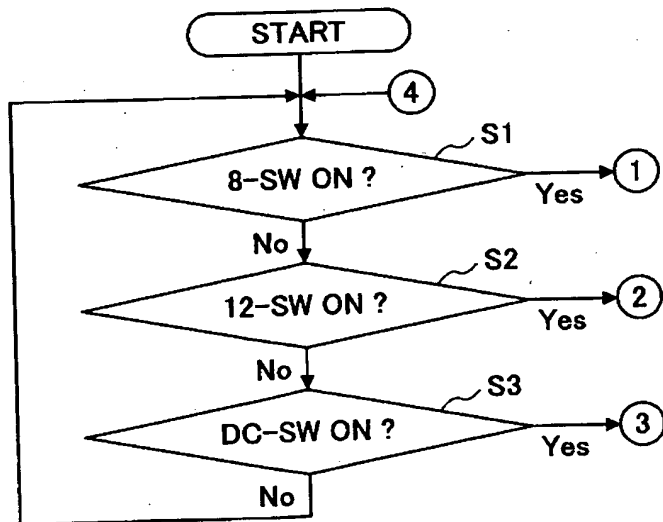 START
4
S1
8-SW ON ?
1
Yes
No
S2
12-SW ON ?
2
Yes
No
S3
DC-SW ON ?
3
Yes
No